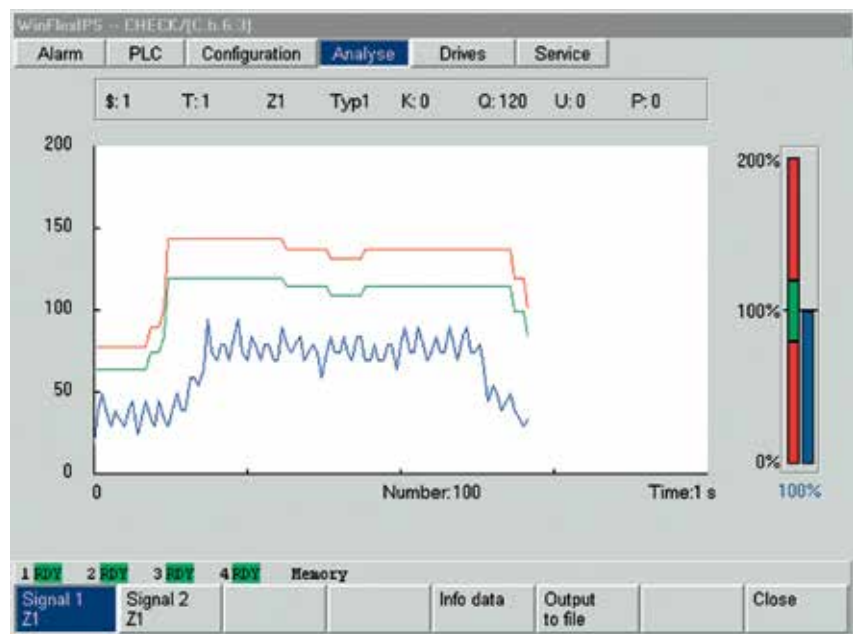 WinFlexIPS -- CHECK/[C.h.6.3]
Alarm PLC Configuration Analyse Drives Service
$: 1 T: 1 Z1 Typ1 K: 0 Q: 120 U: 0 P: 0
200
150
100
50
0
0 Number: 100 Time:1 s
200%
100%
0%
100%
1 RDY 2 RDY 3 RDY 4 RDY Memory
Signal 1 Z1
Signal 2 Z1
Info data
Output to file
Close